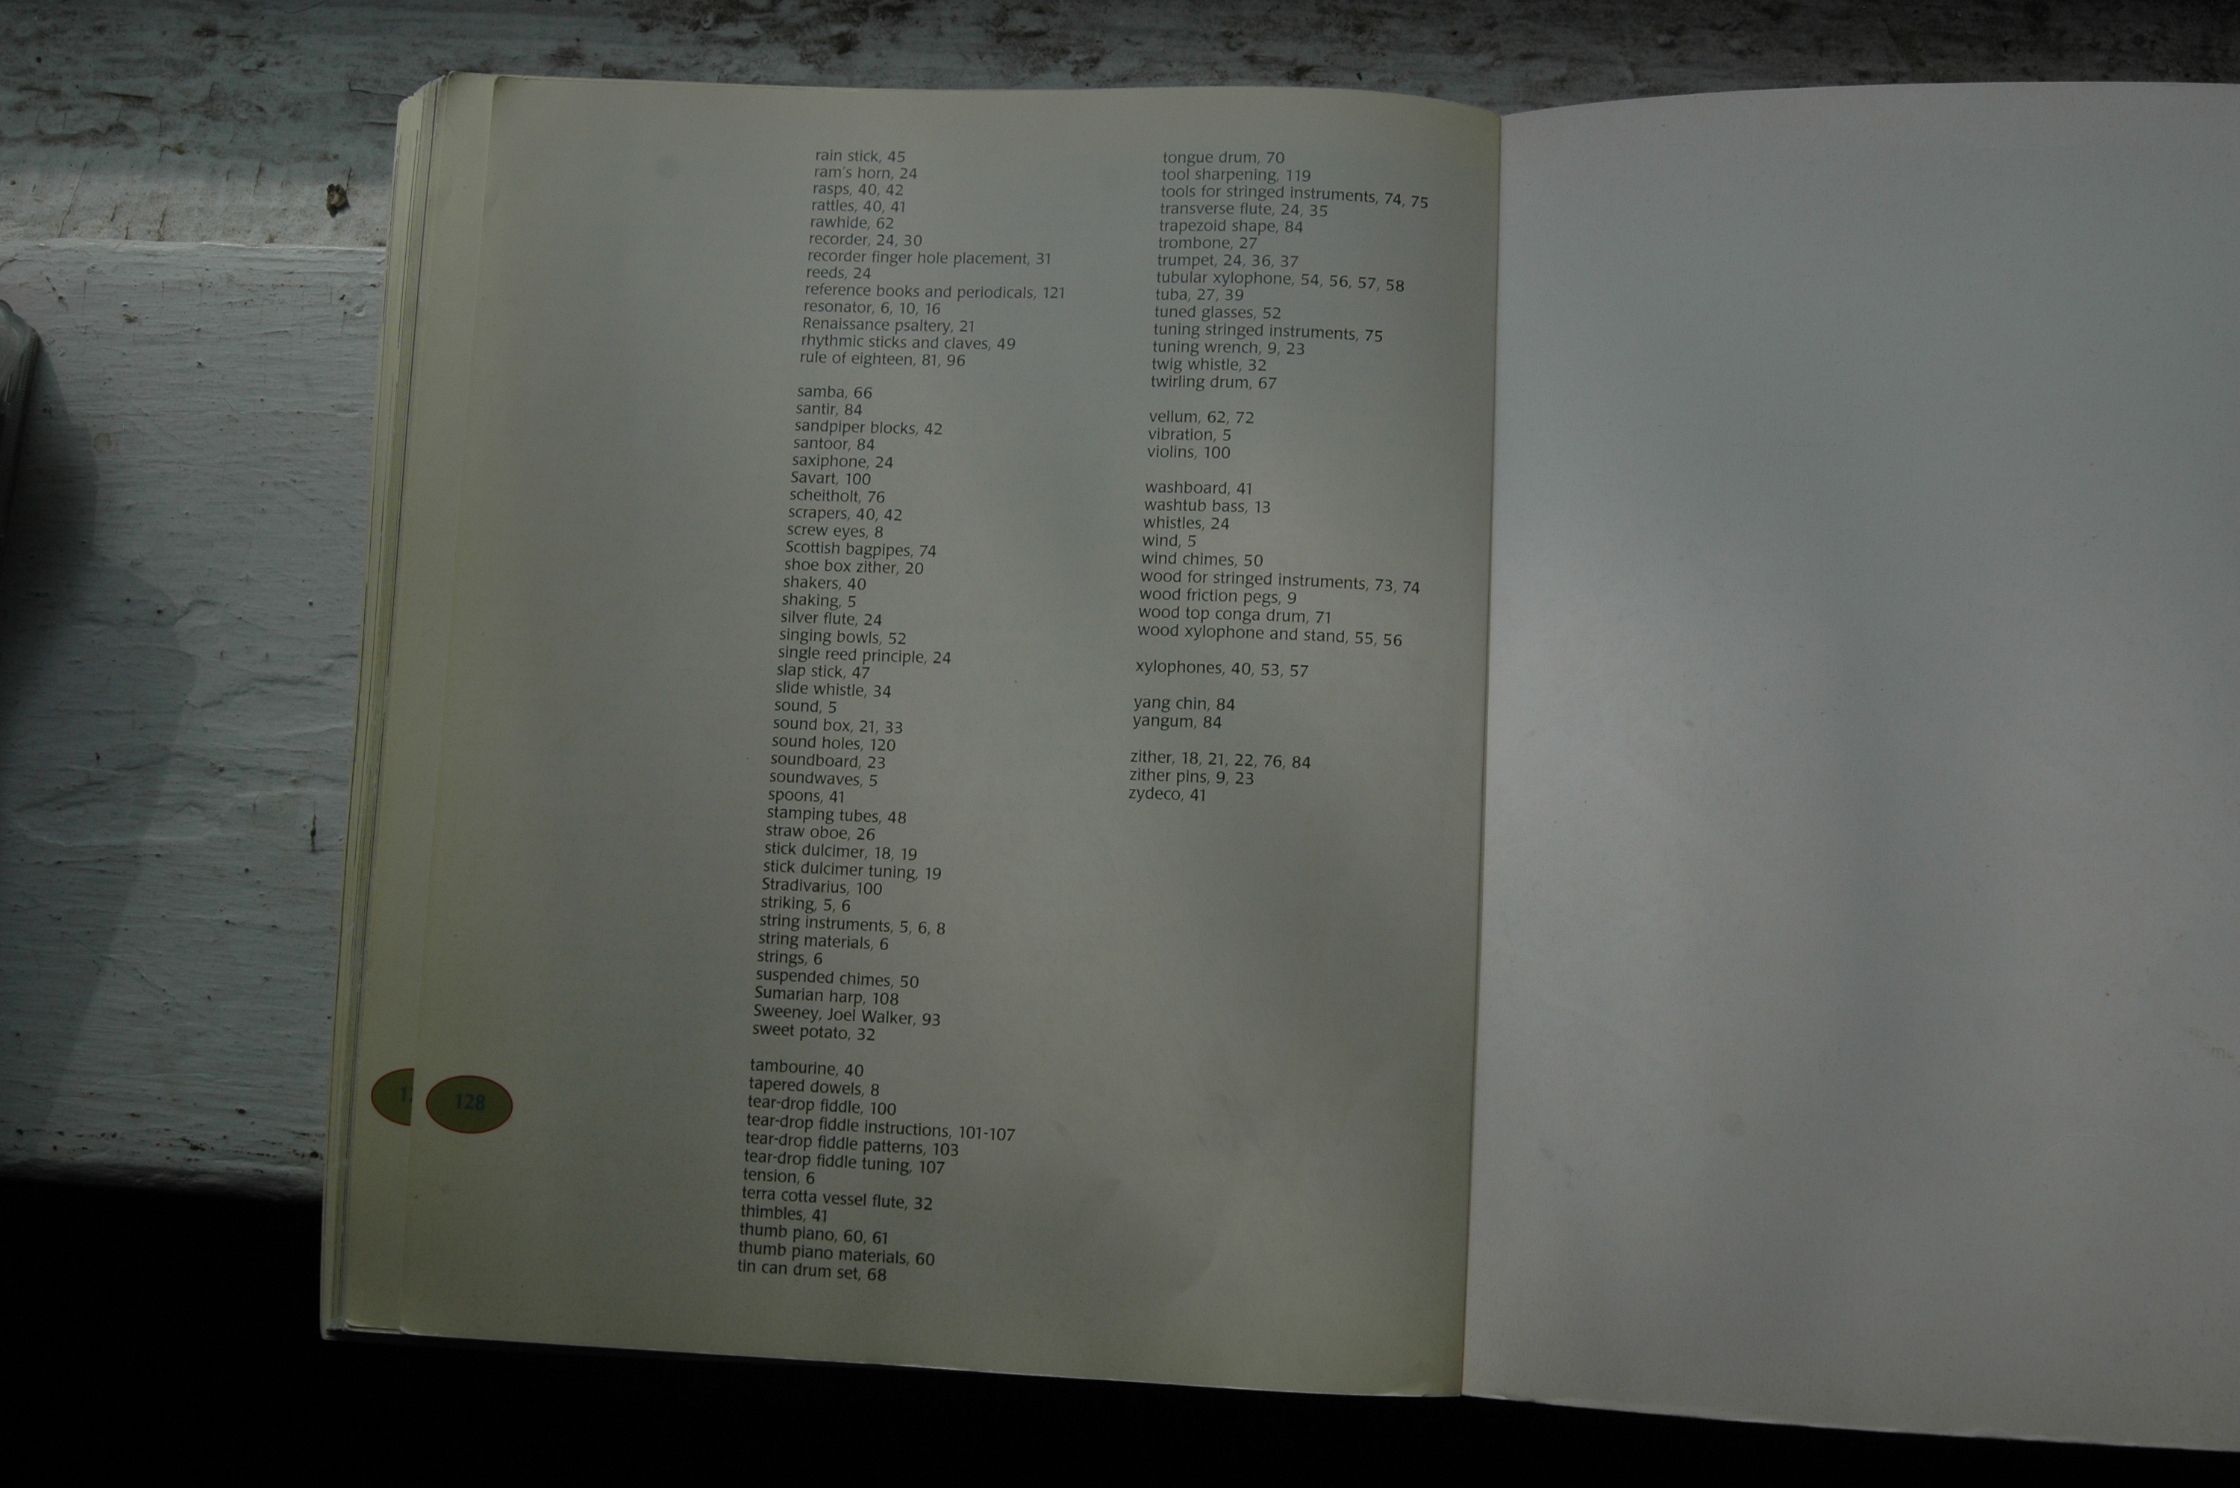 rain stick, 45
ram's horn, 24
rasps, 40, 42
rattles, 40, 41
rawhide, 62
recorder, 24, 30
recorder finger hole placement, 31
reeds, 24
reference books and periodicals, 121
resonator, 6, 10, 16
Renaissance psaltery, 21
rhythmic sticks and claves, 49
rule of eighteen, 81, 96
samba, 66
santir, 84
sandpiper blocks, 42
santoor, 84
saxiphone, 24
Savart, 100
scheitholt, 76
scrapers, 40, 42
screw eyes, 8
Scottish bagpipes, 74
shoe box zither, 20
shakers, 40
shaking, 5
silver flute, 24
singing bowls, 52
single reed principle, 24
slap stick, 47
slide whistle, 34
sound, 5
sound box, 21, 33
sound holes, 120
soundboard, 23
soundwaves, 5
spoons, 41
stamping tubes, 48
straw oboe, 26
stick dulcimer, 18, 19
stick dulcimer tuning, 19
Stradivarius, 100
striking, 5, 6
string instruments, 5, 6, 8
string materials, 6
strings, 6
suspended chimes, 50
Sumarian harp, 108
Sweeney, Joel Walker, 93
sweet potato, 32
tambourine, 40
tapered dowels, 8
tear-drop fiddle, 100
tear-drop fiddle instructions, 101-107
tear-drop fiddle patterns, 103
tear-drop fiddle tuning, 107
tension, 6
terra cotta vessel flute, 32
thimbles, 41
thumb piano, 60, 61
thumb piano materials, 60
tin can drum set, 68
tongue drum, 70
tool sharpening, 119
tools for stringed instruments, 74, 75
transverse flute, 24, 35
trapezoid shape, 84
trombone, 27
trumpet, 24, 36, 37
tubular xylophone, 54, 56, 57, 58
tuba, 27, 39
tuned glasses, 52
tuning stringed instruments, 75
tuning wrench, 9, 23
twig whistle, 32
twirling drum, 67
vellum, 62, 72
vibration, 5
violins, 100
washboard, 41
washtub bass, 13
whistles, 24
wind, 5
wind chimes, 50
wood for stringed instruments, 73, 74
wood friction pegs, 9
wood top conga drum, 71
wood xylophone and stand, 55, 56
xylophones, 40, 53, 57
yang chin, 84
yangum, 84
zither, 18, 21, 22, 76, 84
zither pins, 9, 23
zydeco, 41
128